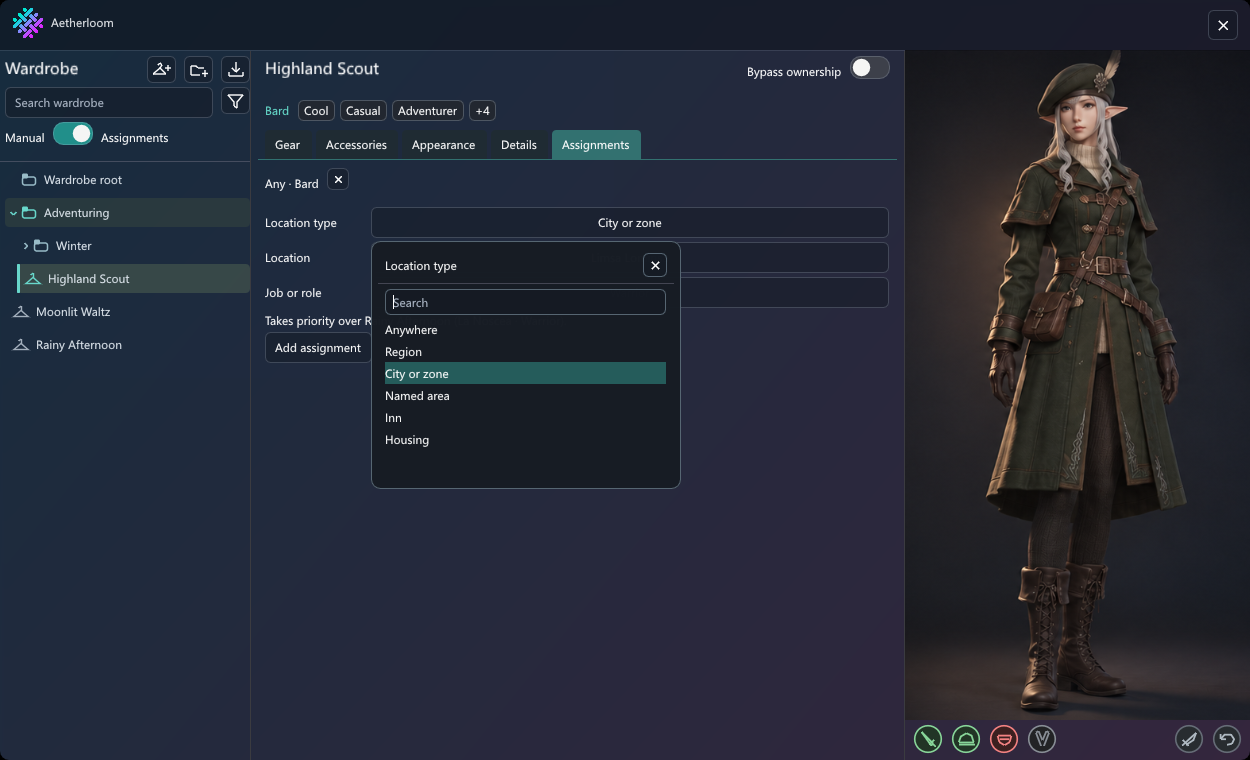 Aetherloom
Wardrobe
Search wardrobe
Manual
Assignments
Wardrobe root
Adventuring
Winter
Highland Scout
Moonlit Waltz
Rainy Afternoon
Highland Scout
Bypass ownership
Bard Cool Casual Adventurer +4
Gear Accessories Appearance Details Assignments
Any · Bard
Location type City or zone
Location
Job or role
Takes priority over R
Add assignment
Location type
Search
Anywhere
Region
City or zone
Named area
Inn
Housing